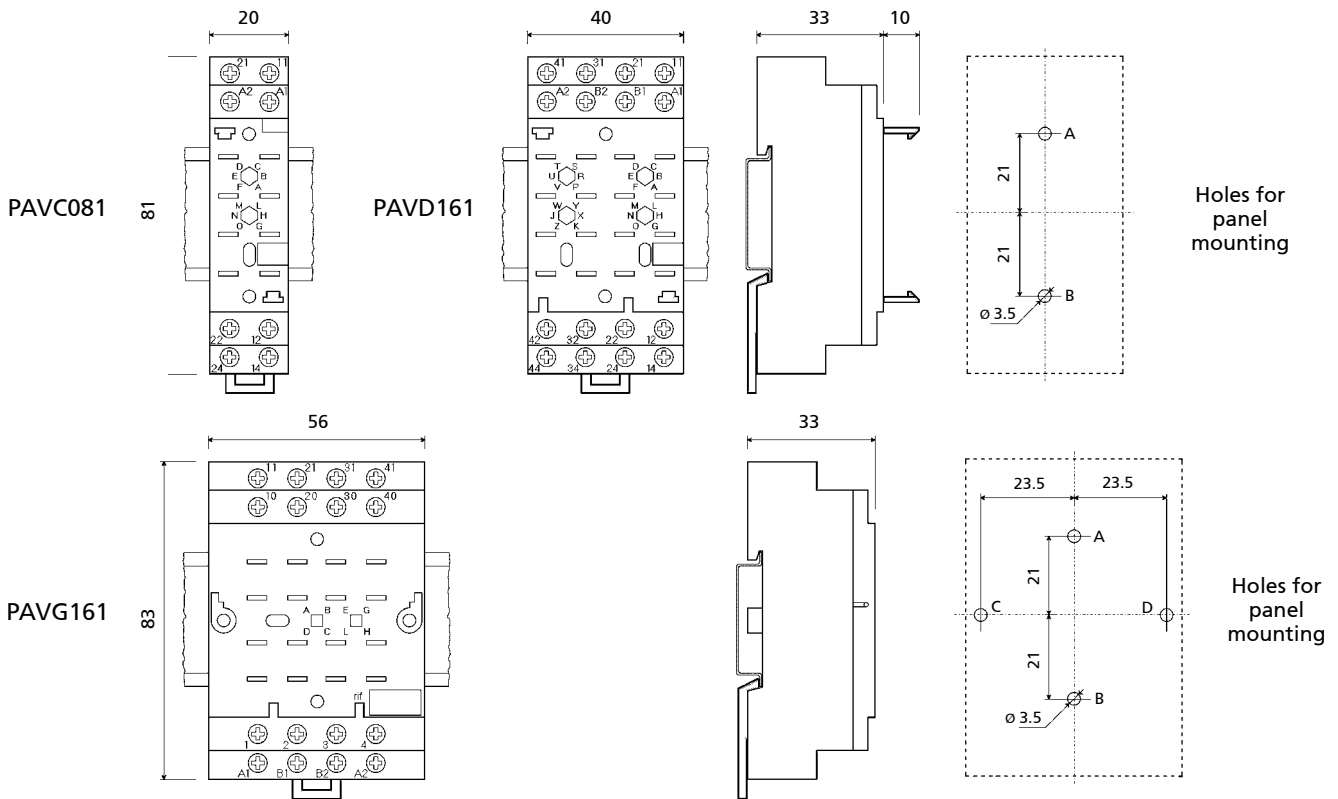 20
40
33 10
21 11
A2 A1
D C
E B
F A
M L
N H
O G
22 12
24 14
PAVC081
81
41 31 21 11
A2 B2 B1 A1
T S D C
U R E B
V P F A
W Y M L
J X N H
Z K O G
42 32 22 12
44 34 24 14
PAVD161
A
21
21
B
Ø 3.5
Holes for
panel
mounting
56
33
11 21 31 41
10 20 30 40
A B E G
D C L H
rif
1 2 3 4
A1 B1 B2 A2
PAVG161
83
23.5 23.5
A
21
C D
21
B
Ø 3.5
Holes for
panel
mounting